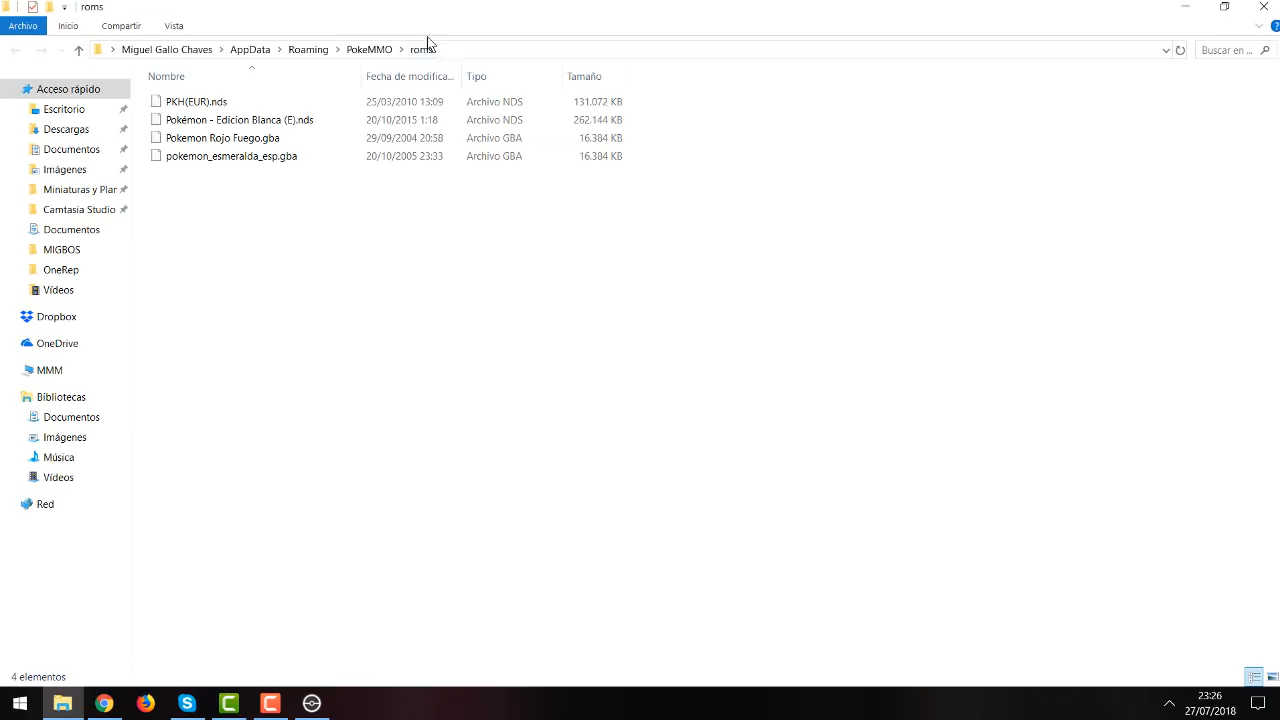 roms
Archivo Inicio Compartir Vista
Miguel Gallo Chaves AppData Roaming PokeMMO roms Buscar en ...
Nombre Fecha de modifica... Tipo Tamaño
PKH(EUR).nds 25/03/2010 13:09 Archivo NDS 131.072 KB
Pokémon - Edicion Blanca (E).nds 20/10/2015 1:18 Archivo NDS 262.144 KB
Pokemon Rojo Fuego.gba 29/09/2004 20:58 Archivo GBA 16.384 KB
pokemon_esmeralda_esp.gba 20/10/2005 23:33 Archivo GBA 16.384 KB
Acceso rápido
Escritorio
Descargas
Documentos
Imágenes
Miniaturas y Plar
Camtasia Studio
Documentos
MIGBOS
OneRep
Vídeos
Dropbox
OneDrive
MMM
Bibliotecas
Documentos
Imágenes
Música
Vídeos
Red
4 elementos
23:26
27/07/2018